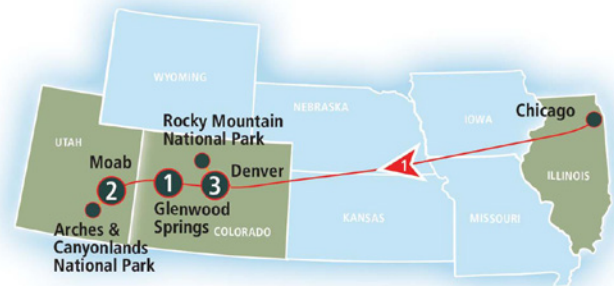 WYOMING
Rocky Mountain
National Park
NEBRASKA
IOWA
Chicago
UTAH
Moab
Denver
1
2
1
3
ILLINOIS
Glenwood
Springs
COLORADO
KANSAS
MISSOURI
Arches &
Canyonlands
National Park